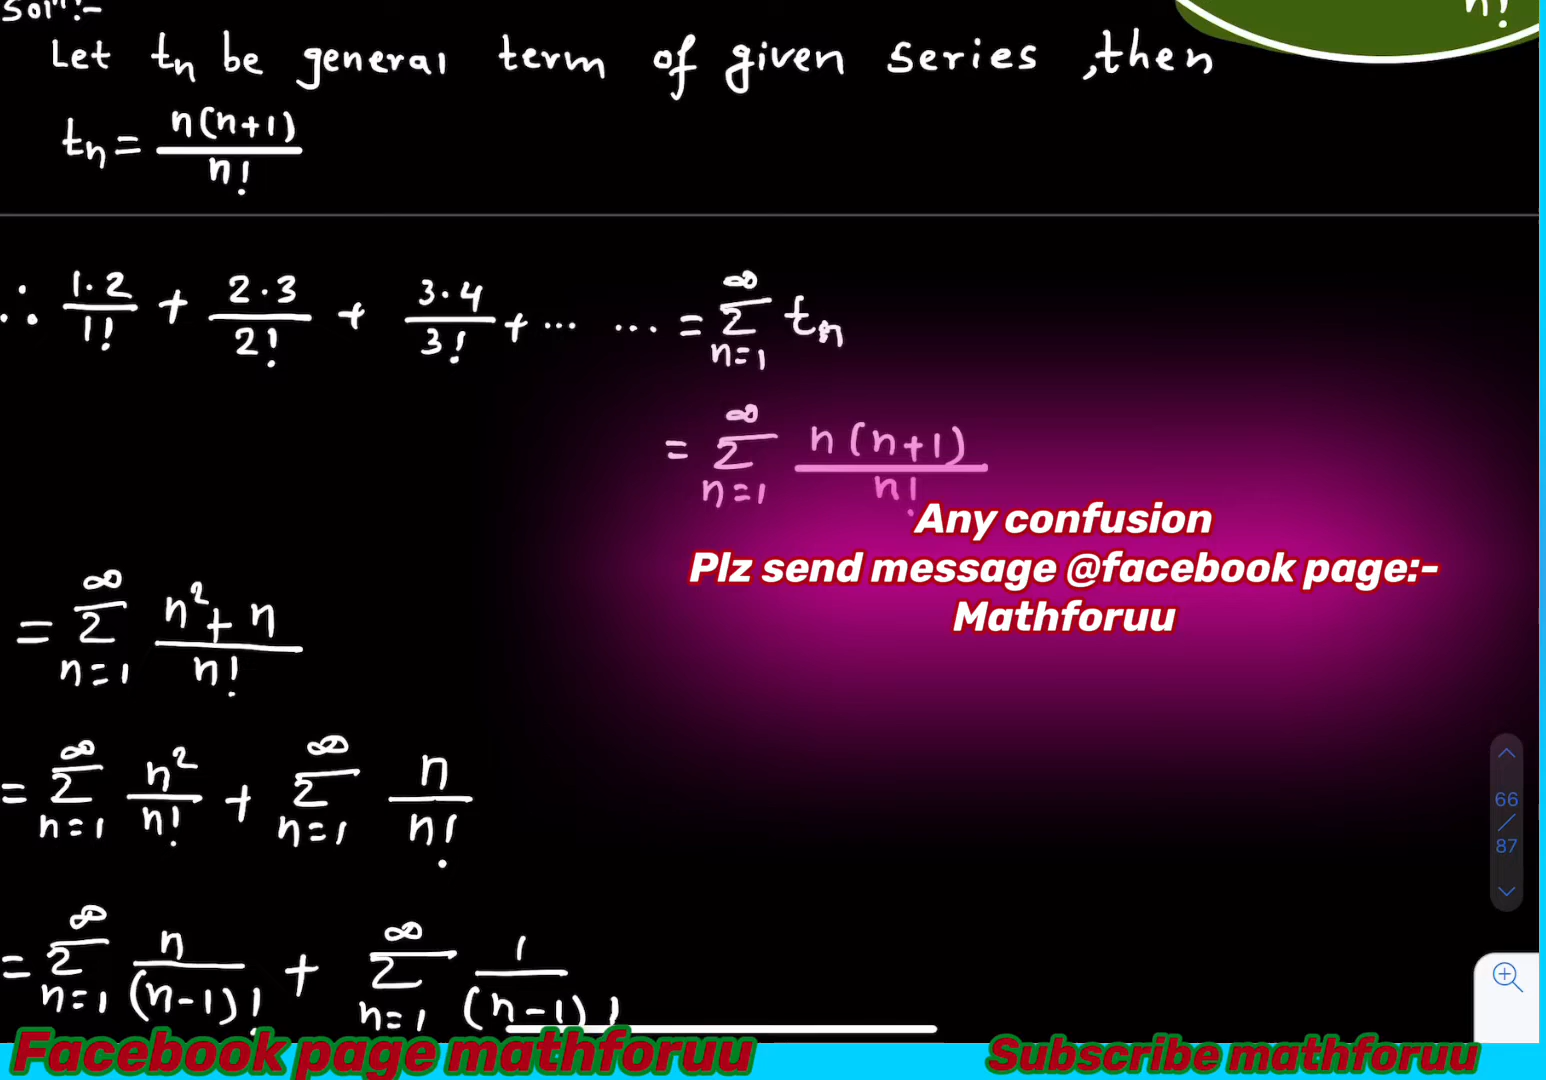 Soln:-
n!
Let tn be general term of given series ,then
tn = n(n+1) / n!
∴ 1·2/1! + 2·3/2! + 3·4/3! + ... ... = ∞ Σ n=1 tn
= ∞ Σ n=1 n(n+1)/n!
Any confusion
Plz send message @facebook page:-
Mathforuu
= ∞ Σ n=1 n²+n / n!
= ∞ Σ n=1 n²/n! + ∞ Σ n=1 n/n!
66
/
87
= ∞ Σ n=1 n/(n-1)! + ∞ Σ n=1 1/(n-1)!
Facebook page mathforuu
Subscribe mathforuu